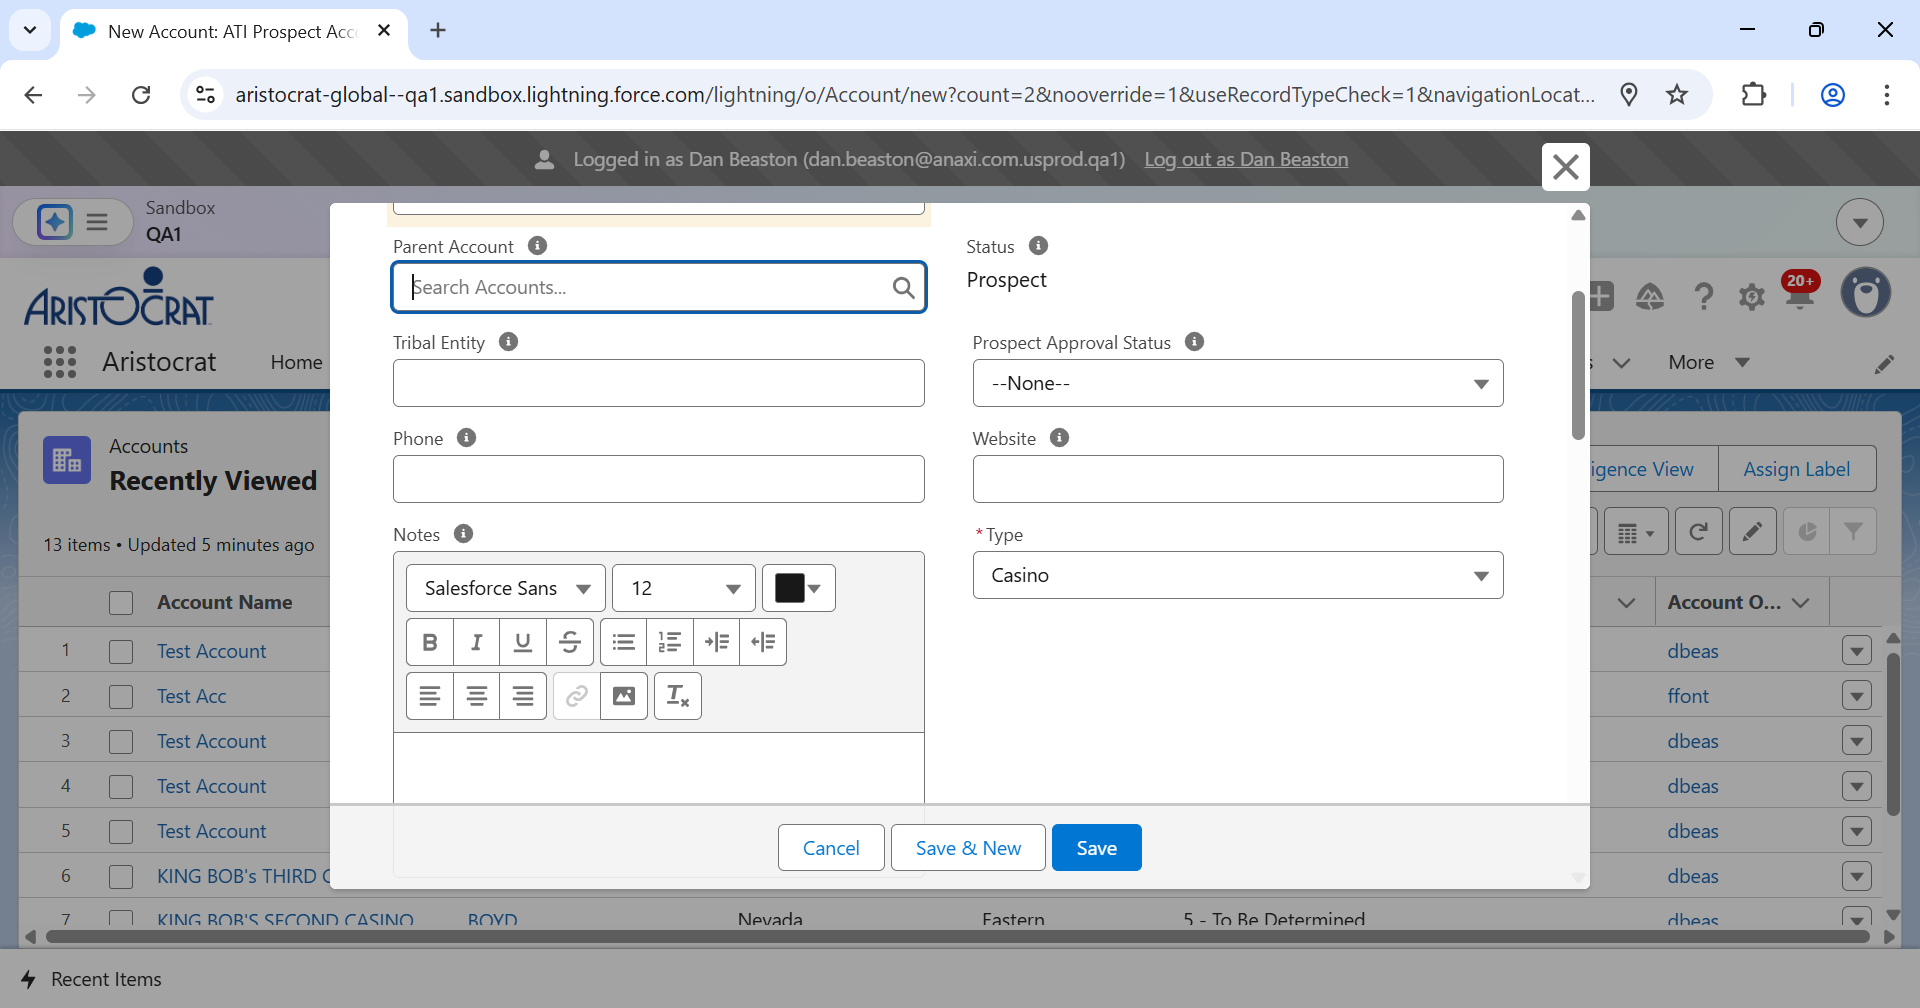 New Account: ATI Prospect Acc
aristocrat-global--qa1.sandbox.lightning.force.com/lightning/o/Account/new?count=2&nooverride=1&useRecordTypeCheck=1&navigationLocat...
Logged in as Dan Beaston (dan.beaston@anaxi.com.usprod.qa1) Log out as Dan Beaston
Sandbox
QA1
ARISTOCRAT
20+
Aristocrat
Home
More
Parent Account
Search Accounts...
Status
Prospect
Tribal Entity
Prospect Approval Status
--None--
Phone
Website
Notes
*Type
Salesforce Sans
12
Casino
B I U S
Cancel
Save & New
Save
Accounts
Recently Viewed
igence View
Assign Label
13 items • Updated 5 minutes ago
Account Name
Account O...
1 Test Account dbeas
2 Test Acc ffont
3 Test Account dbeas
4 Test Account dbeas
5 Test Account dbeas
6 KING BOB's THIRD dbeas
7 KING BOB'S SECOND CASINO BOYD Nevada Eastern 5 - To Be Determined dbeas
Recent Items